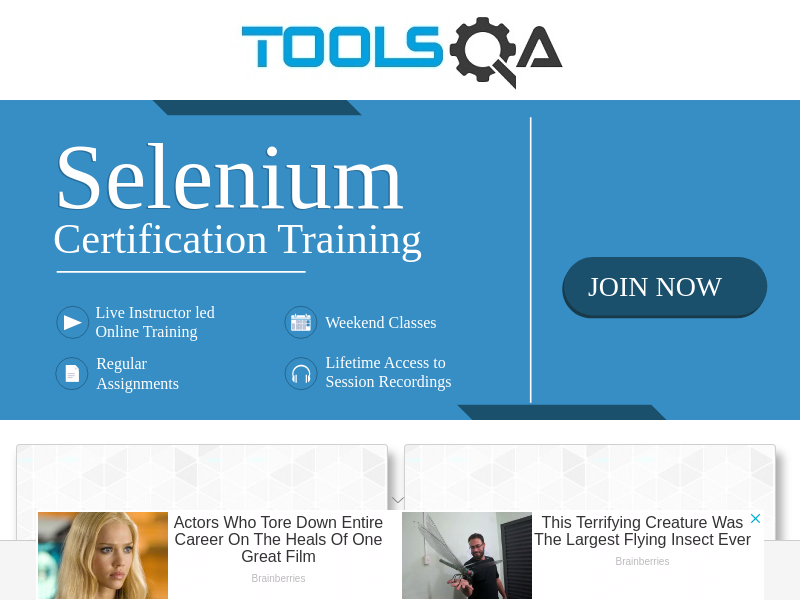 TOOLSQA
Selenium
Certification Training
JOIN NOW
Live Instructor led
Online Training
Weekend Classes
Regular
Assignments
Lifetime Access to
Session Recordings
Actors Who Tore Down Entire
Career On The Heals Of One
Great Film
Brainberries
This Terrifying Creature Was
The Largest Flying Insect Ever
Brainberries